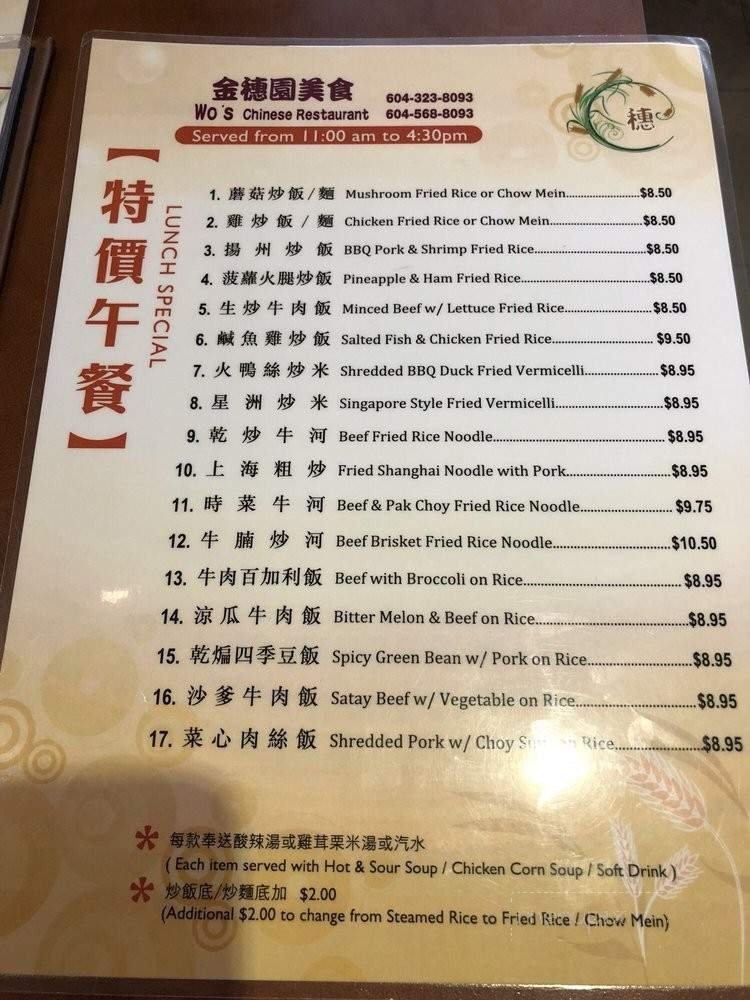 金穗園美食 604-323-8093
Wo's Chinese Restaurant 604-568-8093
穗
Served from 11:00 am to 4:30pm
【特價午餐】
LUNCH SPECIAL
1. 蘑菇炒飯/麵 Mushroom Fried Rice or Chow Mein $8.50
2. 雞炒飯/麵 Chicken Fried Rice or Chow Mein $8.50
3. 揚州炒飯 BBQ Pork & Shrimp Fried Rice $8.50
4. 菠蘿火腿炒飯 Pineapple & Ham Fried Rice $8.50
5. 生炒牛肉飯 Minced Beef w/ Lettuce Fried Rice $8.50
6. 鹹魚雞炒飯 Salted Fish & Chicken Fried Rice $9.50
7. 火鴨絲炒米 Shredded BBQ Duck Fried Vermicelli $8.95
8. 星洲炒米 Singapore Style Fried Vermicelli $8.95
9. 乾炒牛河 Beef Fried Rice Noodle $8.95
10. 上海粗炒 Fried Shanghai Noodle with Pork $8.95
11. 時菜牛河 Beef & Pak Choy Fried Rice Noodle $9.75
12. 牛腩炒河 Beef Brisket Fried Rice Noodle $10.50
13. 牛肉百加利飯 Beef with Broccoli on Rice $8.95
14. 涼瓜牛肉飯 Bitter Melon & Beef on Rice $8.95
15. 乾煸四季豆飯 Spicy Green Bean w/ Pork on Rice $8.95
16. 沙爹牛肉飯 Satay Beef w/ Vegetable on Rice $8.95
17. 菜心肉絲飯 Shredded Pork w/ Choy Rice $8.95
* 每款奉送酸辣湯或雞茸粟米湯或汽水
( Each item served with Hot & Sour Soup / Chicken Corn Soup / Soft Drink )
* 炒飯底/炒麵底加 $2.00
(Additional $2.00 to change from Steamed Rice to Fried Rice / Chow Mein)